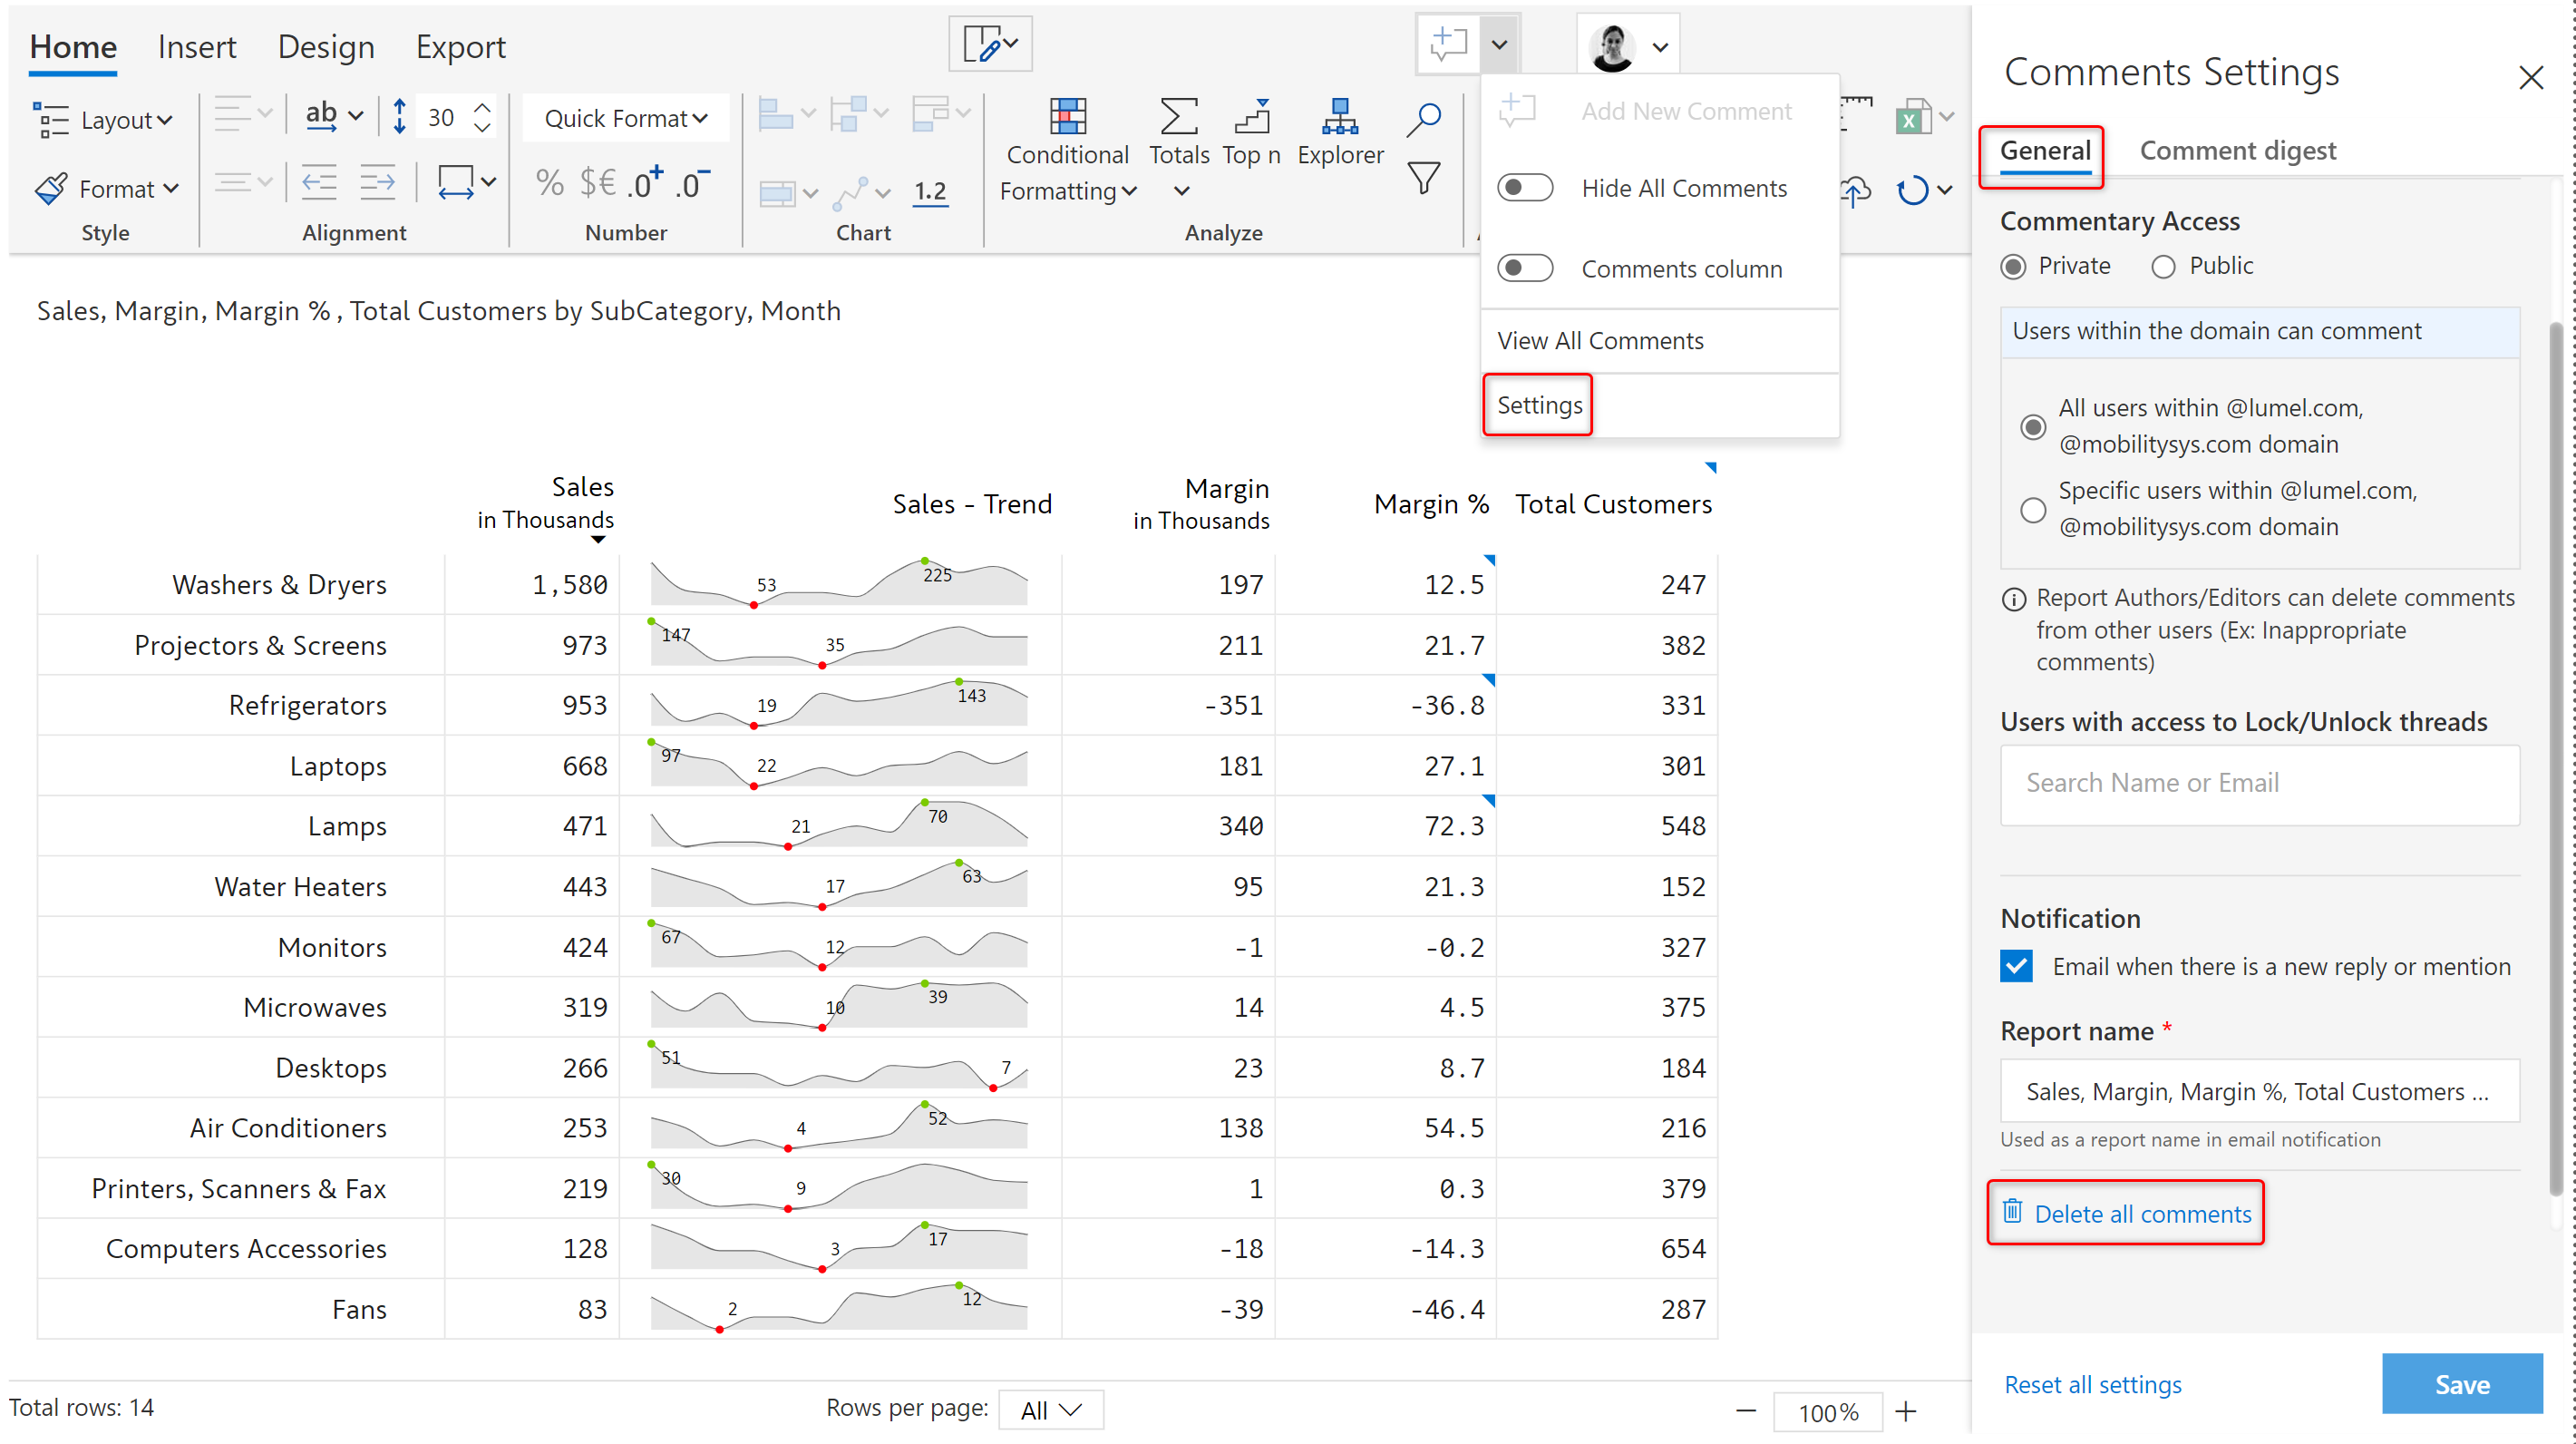 Home Insert Design Export
Layout
ab
30
Quick Format
Format
% $€ .0+ .0-
1.2
Style
Alignment
Number
Chart
Conditional
Formatting
Totals
Top n
Explorer
Analyze
Add New Comment
Hide All Comments
Comments column
View All Comments
Settings
Sales, Margin, Margin % , Total Customers by SubCategory, Month
Sales
in Thousands
Sales - Trend
Margin
in Thousands
Margin %
Total Customers
Washers & Dryers 1,580 53 225 197 12.5 247
Projectors & Screens 973 147 35 211 21.7 382
Refrigerators 953 19 143 -351 -36.8 331
Laptops 668 97 22 181 27.1 301
Lamps 471 21 70 340 72.3 548
Water Heaters 443 17 63 95 21.3 152
Monitors 424 67 12 -1 -0.2 327
Microwaves 319 10 39 14 4.5 375
Desktops 266 51 7 23 8.7 184
Air Conditioners 253 4 52 138 54.5 216
Printers, Scanners & Fax 219 30 9 1 0.3 379
Computers Accessories 128 3 17 -18 -14.3 654
Fans 83 2 12 -39 -46.4 287
Total rows: 14
Rows per page: All
100%
Comments Settings
General Comment digest
Commentary Access
Private Public
Users within the domain can comment
All users within @lumel.com,
@mobilitysys.com domain
Specific users within @lumel.com,
@mobilitysys.com domain
Report Authors/Editors can delete comments
from other users (Ex: Inappropriate
comments)
Users with access to Lock/Unlock threads
Search Name or Email
Notification
Email when there is a new reply or mention
Report name *
Sales, Margin, Margin %, Total Customers ...
Used as a report name in email notification
Delete all comments
Reset all settings
Save